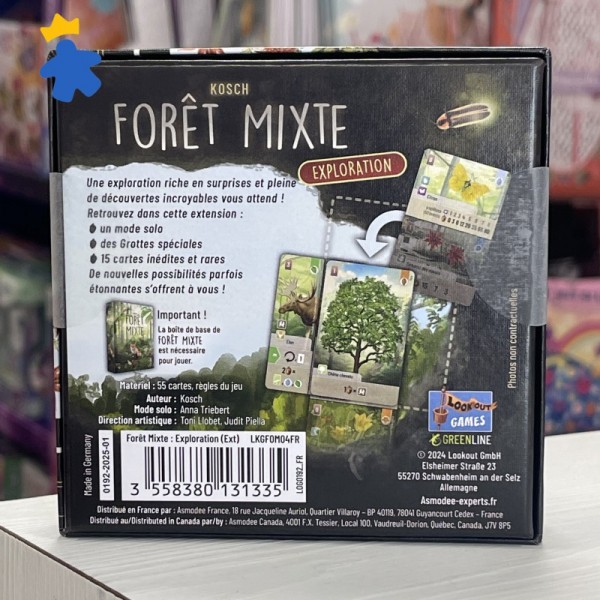 KOSCH
FORÊT MIXTE
EXPLORATION
Une exploration riche en surprises et pleine
de découvertes incroyables vous attend !
Retrouvez dans cette extension :
un mode solo
des Grottes spéciales
15 cartes inédites et rares
De nouvelles possibilités parfois
étonnantes s'offrent à vous !
FORÊT
MIXTE
Important !
La boîte de base de
FORÊT MIXTE
est nécessaire
pour jouer.
Matériel : 55 cartes, règles du jeu
Auteur : Kosch
Mode solo : Anna Triebert
Direction artistique : Toni Llobet, Judit Piella
Photos non contractuelles
LOOKOUT
GAMES
GREENLINE
© 2024 Lookout GmbH
Elsheimer Straße 23
55270 Schwabenheim an der Selz
Allemagne
Asmodee-experts.fr
Made in Germany
0192-2025-01
Forêt Mixte : Exploration (Ext) LKGFOMO4FR
3 558380 131335
LOG0192_FR
Distribué en France par : Asmodee France, 18 rue Jacqueline Auriol, Quartier Villaroy – BP 40119, 78041 Guyancourt Cedex - France
Distribué au/Distributed in Canada par/by : Asmodee Canada, 4001 F.X. Tessier, Local 100, Vaudreuil-Dorion, Québec, Canada, J7V 8P5